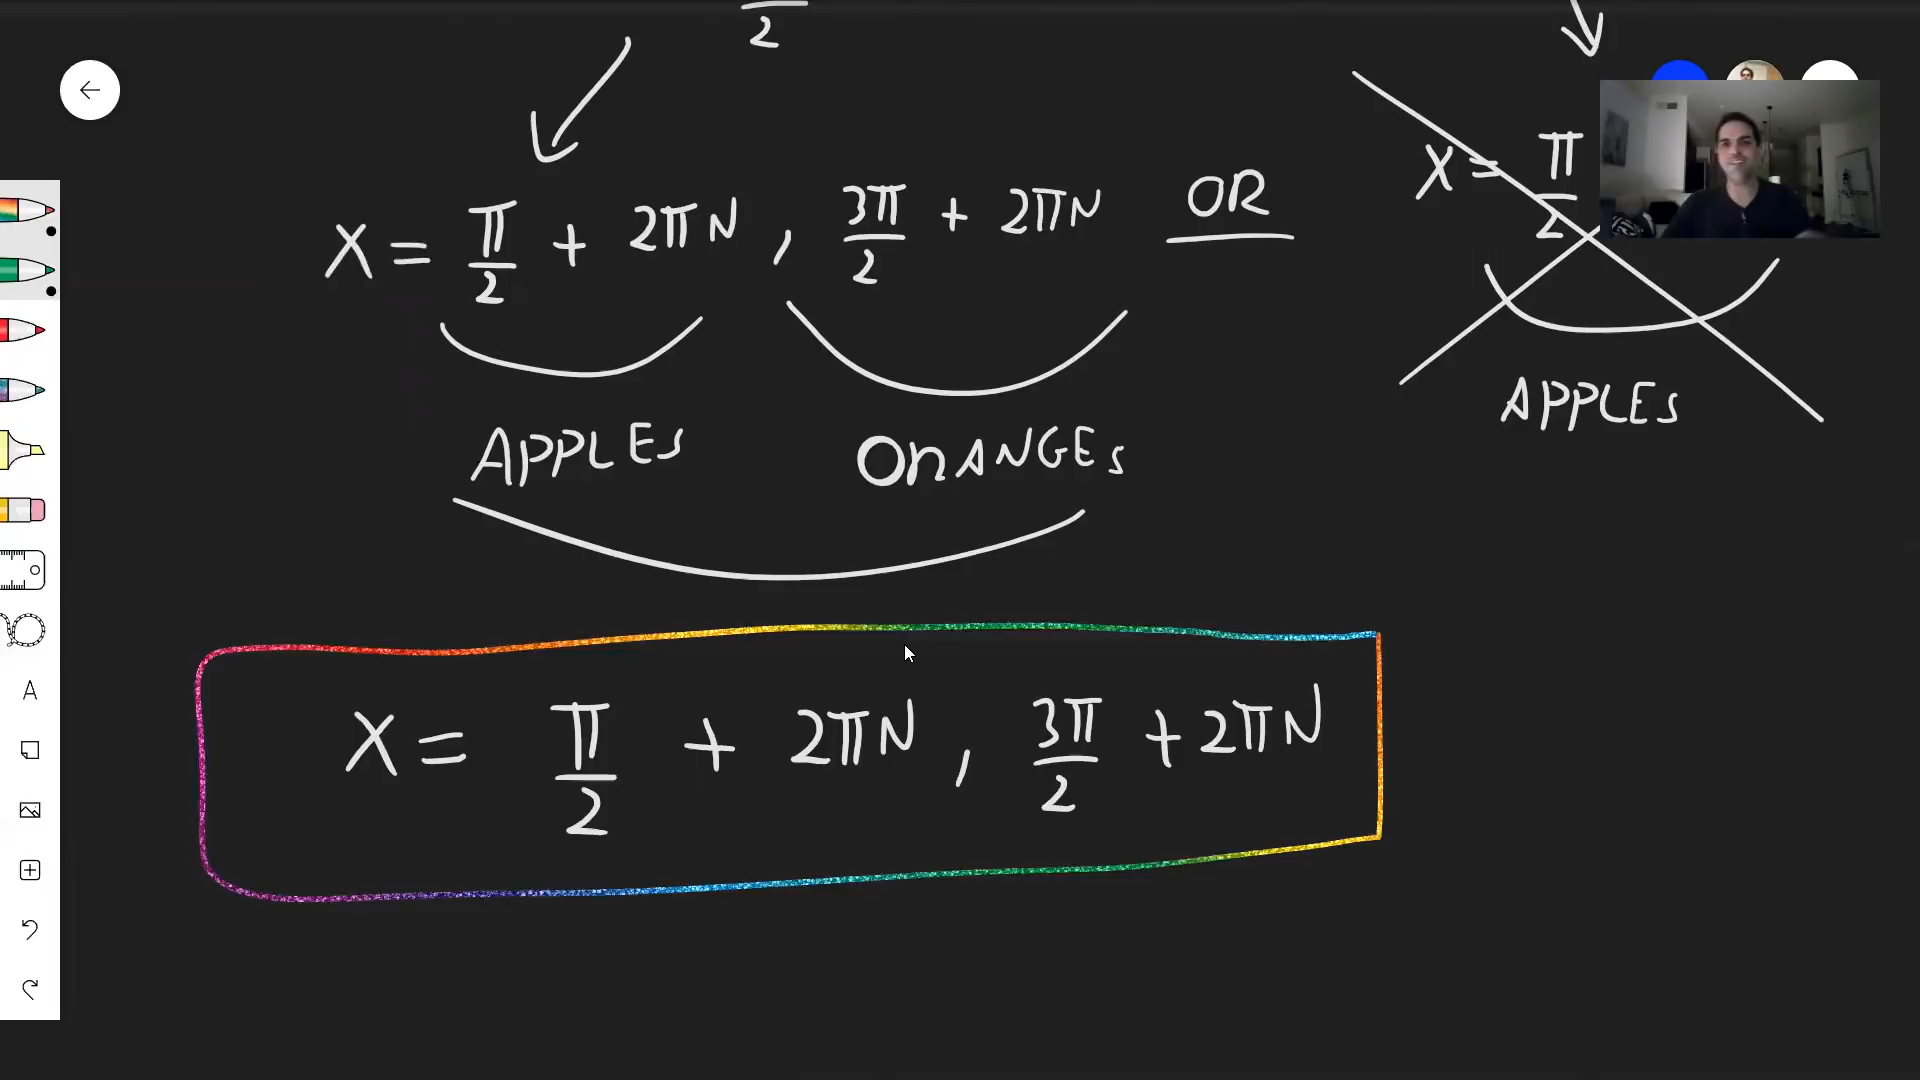 2
X = π/2 + 2πN , 3π/2 + 2πN OR X = π/2
APPLES ORANGES APPLES
X = π/2 + 2πN , 3π/2 + 2πN
A